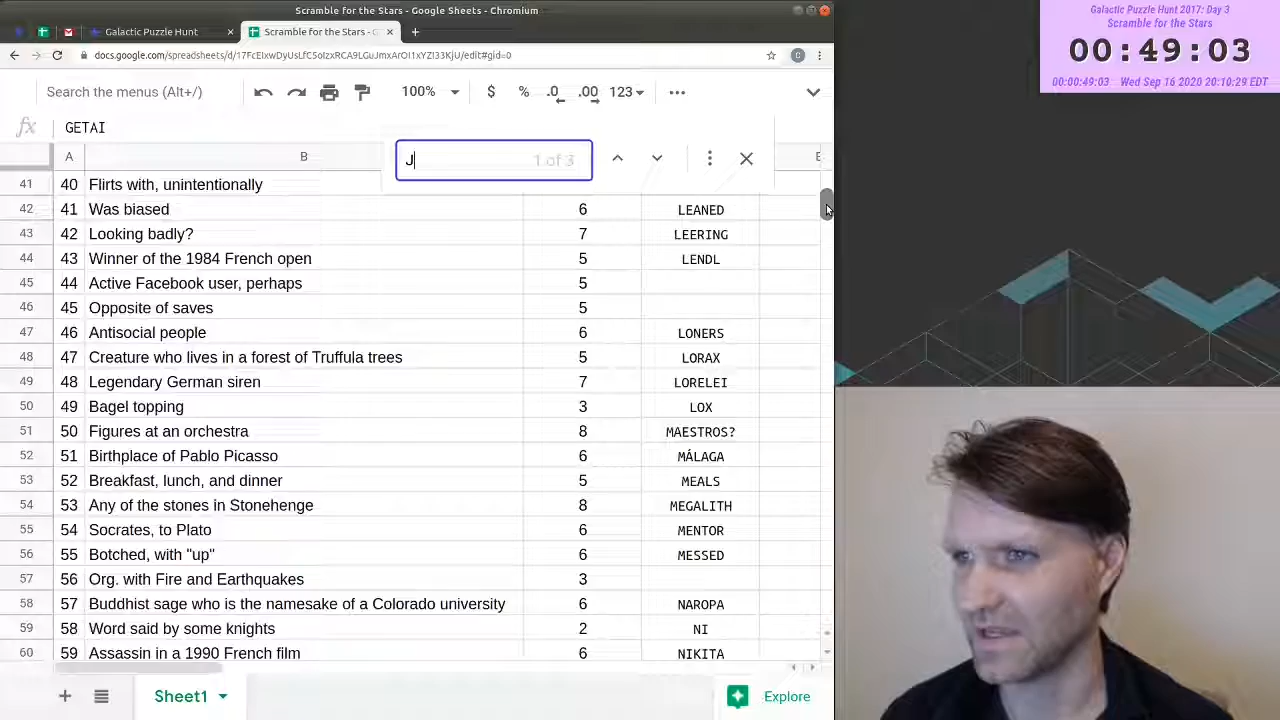 Scramble for the Stars - Google Sheets - Chromium
Galactic Puzzle Hunt
Scramble for the Stars - G
docs.google.com/spreadsheets/d/17FcEIxwDyUsLfC5oIzxRCA9LGuJmxArOI1xYZI33KjU/edit#gid=0
Search the menus (Alt+/) 100% $ % .0 .00 123
fx GETAI
J 1 of 3
A B E
41 40 Flirts with, unintentionally
42 41 Was biased 6 LEANED
43 42 Looking badly? 7 LEERING
44 43 Winner of the 1984 French open 5 LENDL
45 44 Active Facebook user, perhaps 5
46 45 Opposite of saves 5
47 46 Antisocial people 6 LONERS
48 47 Creature who lives in a forest of Truffula trees 5 LORAX
49 48 Legendary German siren 7 LORELEI
50 49 Bagel topping 3 LOX
51 50 Figures at an orchestra 8 MAESTROS?
52 51 Birthplace of Pablo Picasso 6 MÁLAGA
53 52 Breakfast, lunch, and dinner 5 MEALS
54 53 Any of the stones in Stonehenge 8 MEGALITH
55 54 Socrates, to Plato 6 MENTOR
56 55 Botched, with "up" 6 MESSED
57 56 Org. with Fire and Earthquakes 3
58 57 Buddhist sage who is the namesake of a Colorado university 6 NAROPA
59 58 Word said by some knights 2 NI
60 59 Assassin in a 1990 French film 6 NIKITA
Sheet1
Explore
Galactic Puzzle Hunt 2017: Day 3
Scramble for the Stars
00:49:03
00:00:49:03 Wed Sep 16 2020 20:10:29 EDT